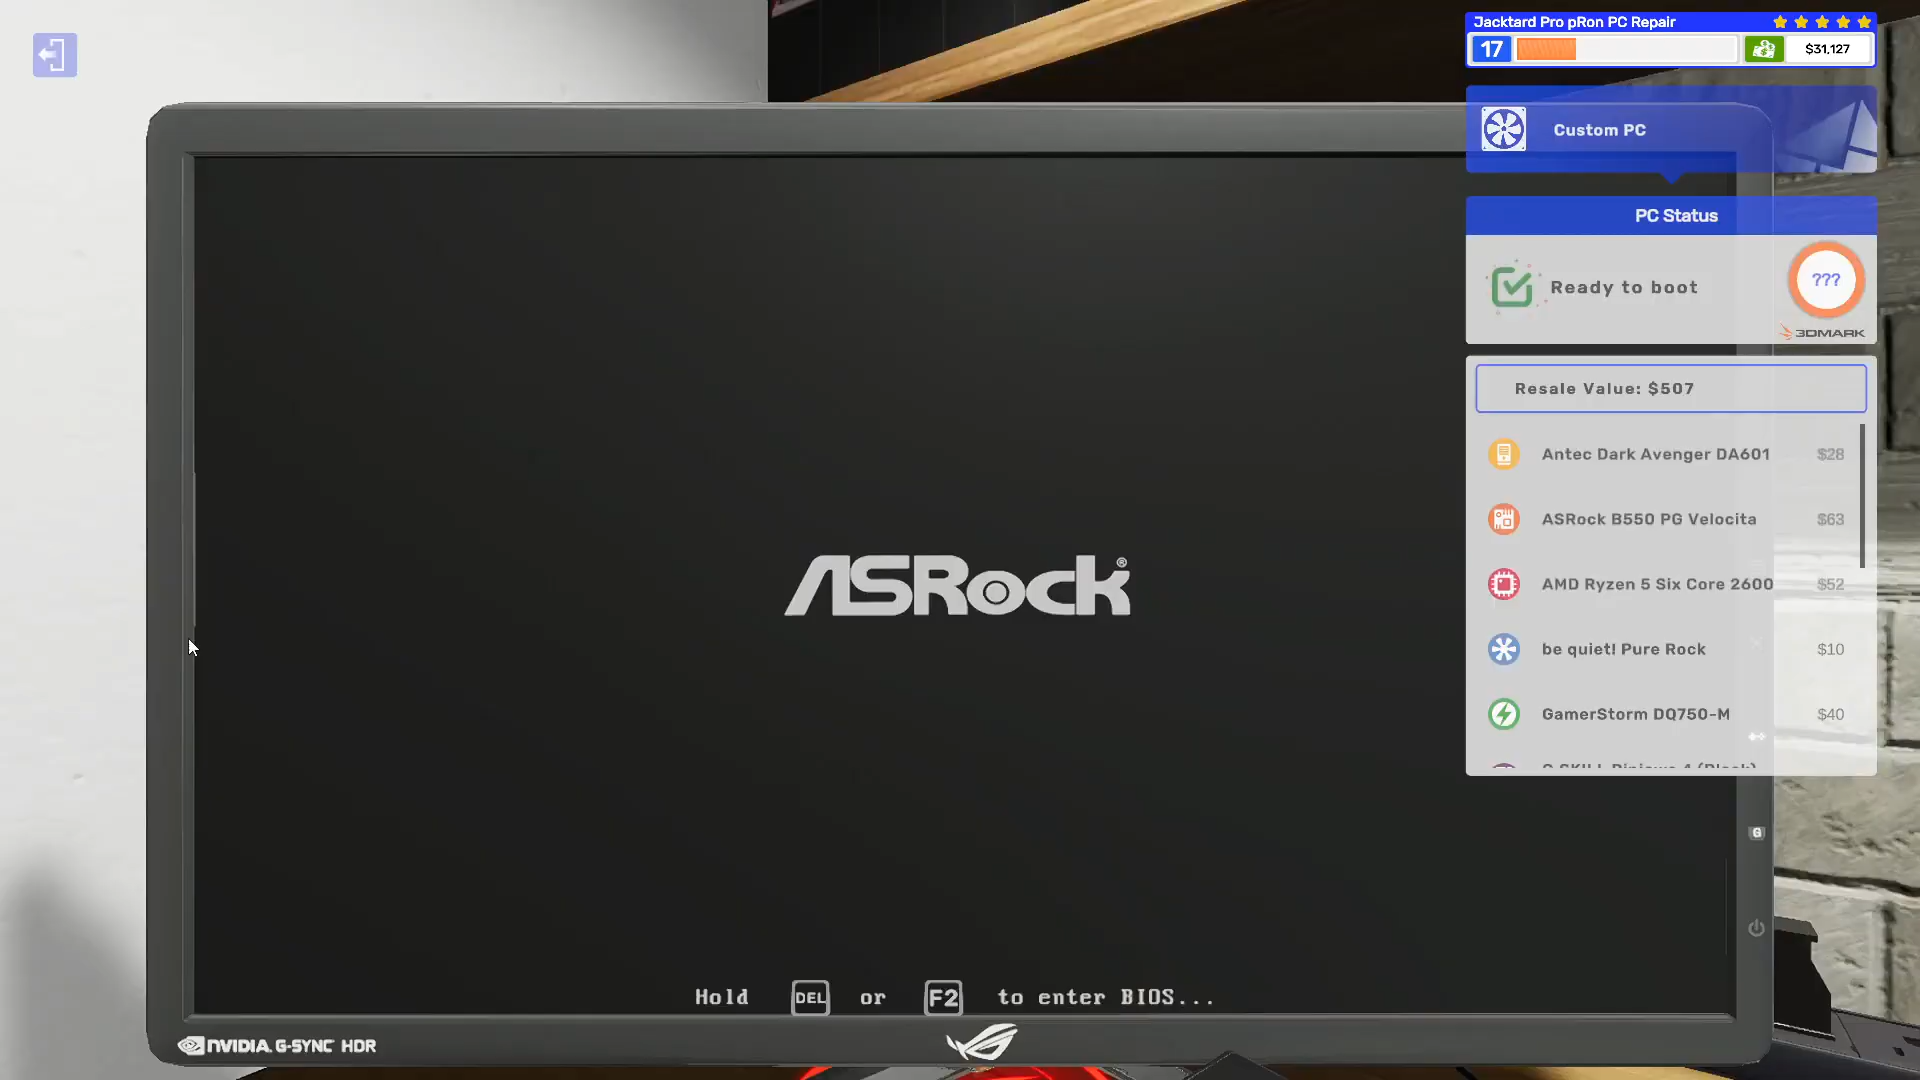 Jacktard Pro pRon PC Repair
17
$31,127
Custom PC
PC Status
Ready to boot
???
3DMARK
Resale Value: $507
Antec Dark Avenger DA601 $28
ASRock B550 PG Velocita $63
AMD Ryzen 5 Six Core 2600 $52
be quiet! Pure Rock $10
GamerStorm DQ750-M $40
ASRock®
G
Hold DEL or F2 to enter BIOS...
NVIDIA G-SYNC HDR